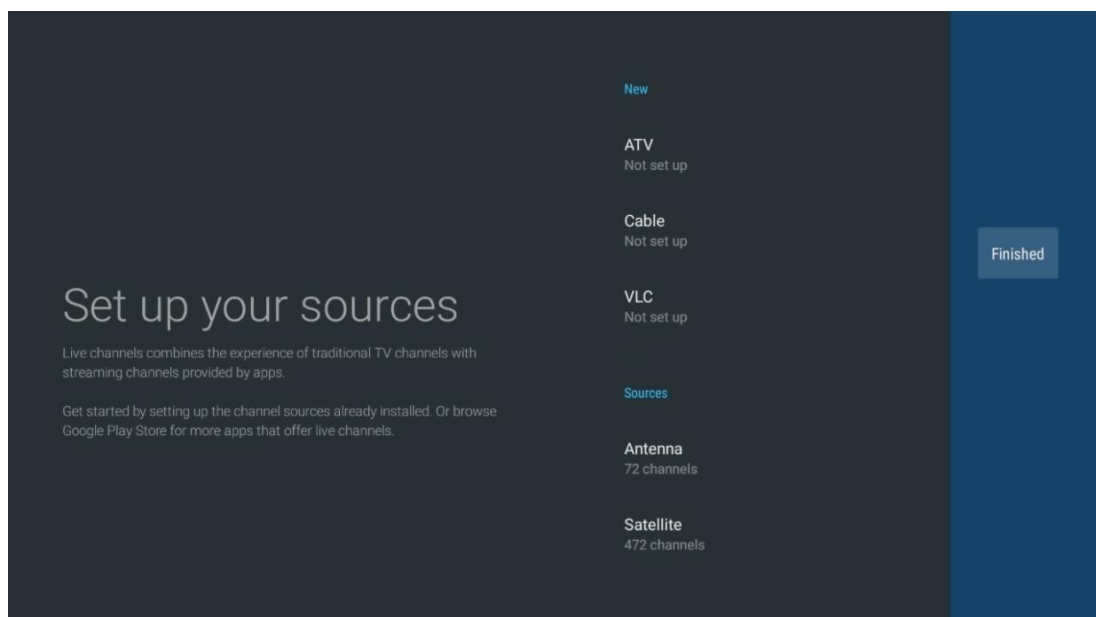 Set up your sources
Live channels combines the experience of traditional TV channels with
streaming channels provided by apps.
Get started by setting up the channel sources already installed. Or browse
Google Play Store for more apps that offer live channels.
New
ATV
Not set up
Cable
Not set up
VLC
Not set up
Sources
Antenna
72 channels
Satellite
472 channels
Finished